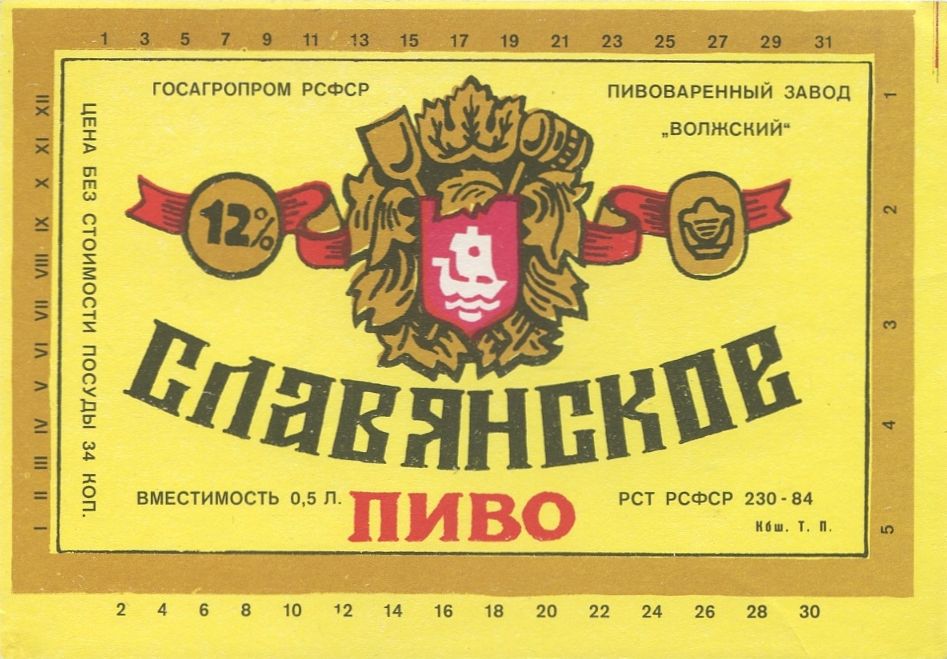 1 3 5 7 9 11 13 15 17 19 21 23 25 27 29 31
ГОСАГРОПРОМ РСФСР
ПИВОВАРЕННЫЙ ЗАВОД
„ВОЛЖСКИЙ"
I II III IV V VI VII VIII IX X XI XII
ЦЕНА БЕЗ СТОИМОСТИ ПОСУДЫ 34 КОП.
12%
1 2 3 4 5
СЛАВЯНСКОЕ
ПИВО
ВМЕСТИМОСТЬ 0,5 Л.
РСТ РСФСР 230-84
Кбш. Т. П.
2 4 6 8 10 12 14 16 18 20 22 24 26 28 30